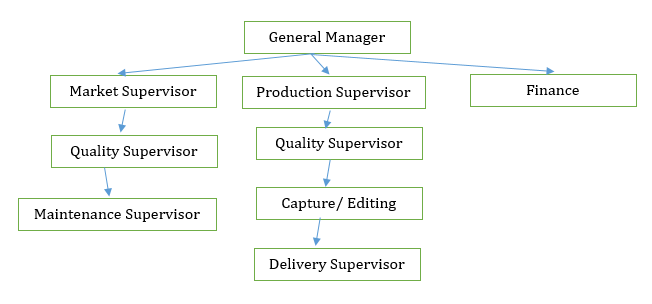 General Manager
Market Supervisor
Production Supervisor
Finance
Quality Supervisor
Quality Supervisor
Capture/ Editing
Maintenance Supervisor
Delivery Supervisor